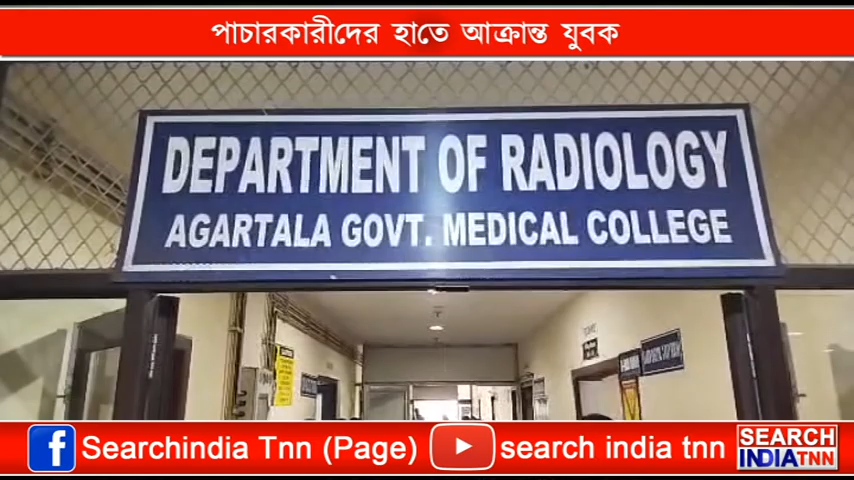 পাচারকারীদের হাতে আক্রান্ত যুবক
DEPARTMENT OF RADIOLOGY
AGARTALA GOVT. MEDICAL COLLEGE
f Searchindia Tnn (Page) search india tnn
SEARCH
INDIATNN